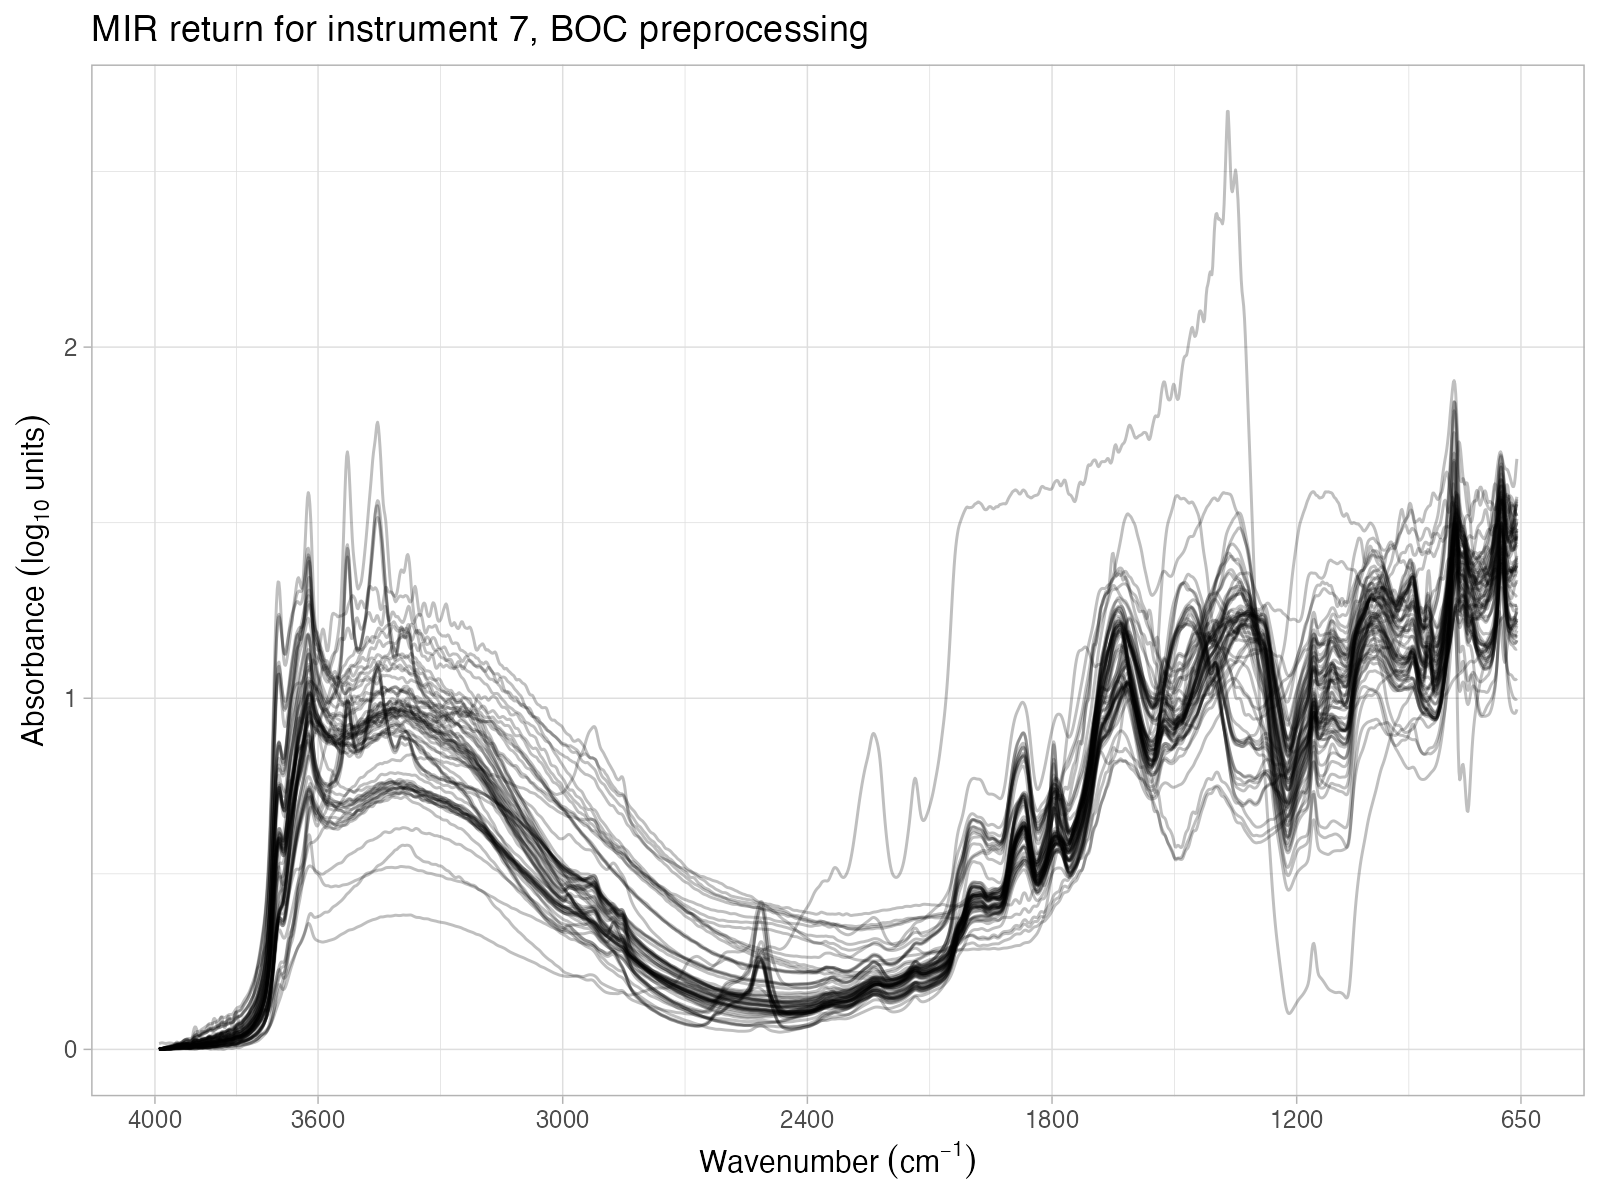 MIR return for instrument 7, BOC preprocessing
Absorbance (log₁₀ units)
2
1
0
4000 3600 3000 2400 1800 1200 650
Wavenumber (cm⁻¹)